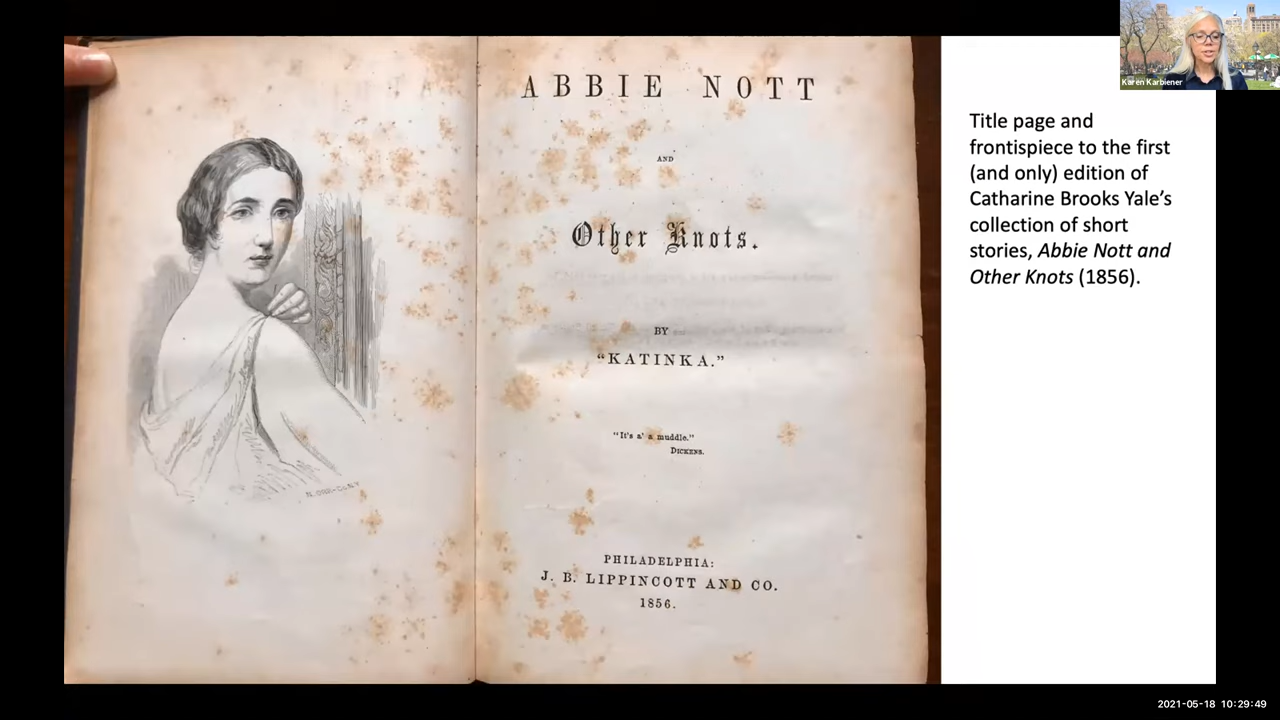 ABBIE NOTT
AND
Other Knots.
BY
“KATINKA.”
“It's a' a muddle.”
DICKENS.
PHILADELPHIA:
J. B. LIPPINCOTT AND CO.
1856.
Karen Karbiener
Title page and
frontispiece to the first
(and only) edition of
Catharine Brooks Yale’s
collection of short
stories, Abbie Nott and
Other Knots (1856).
2021-05-18 10:29:49